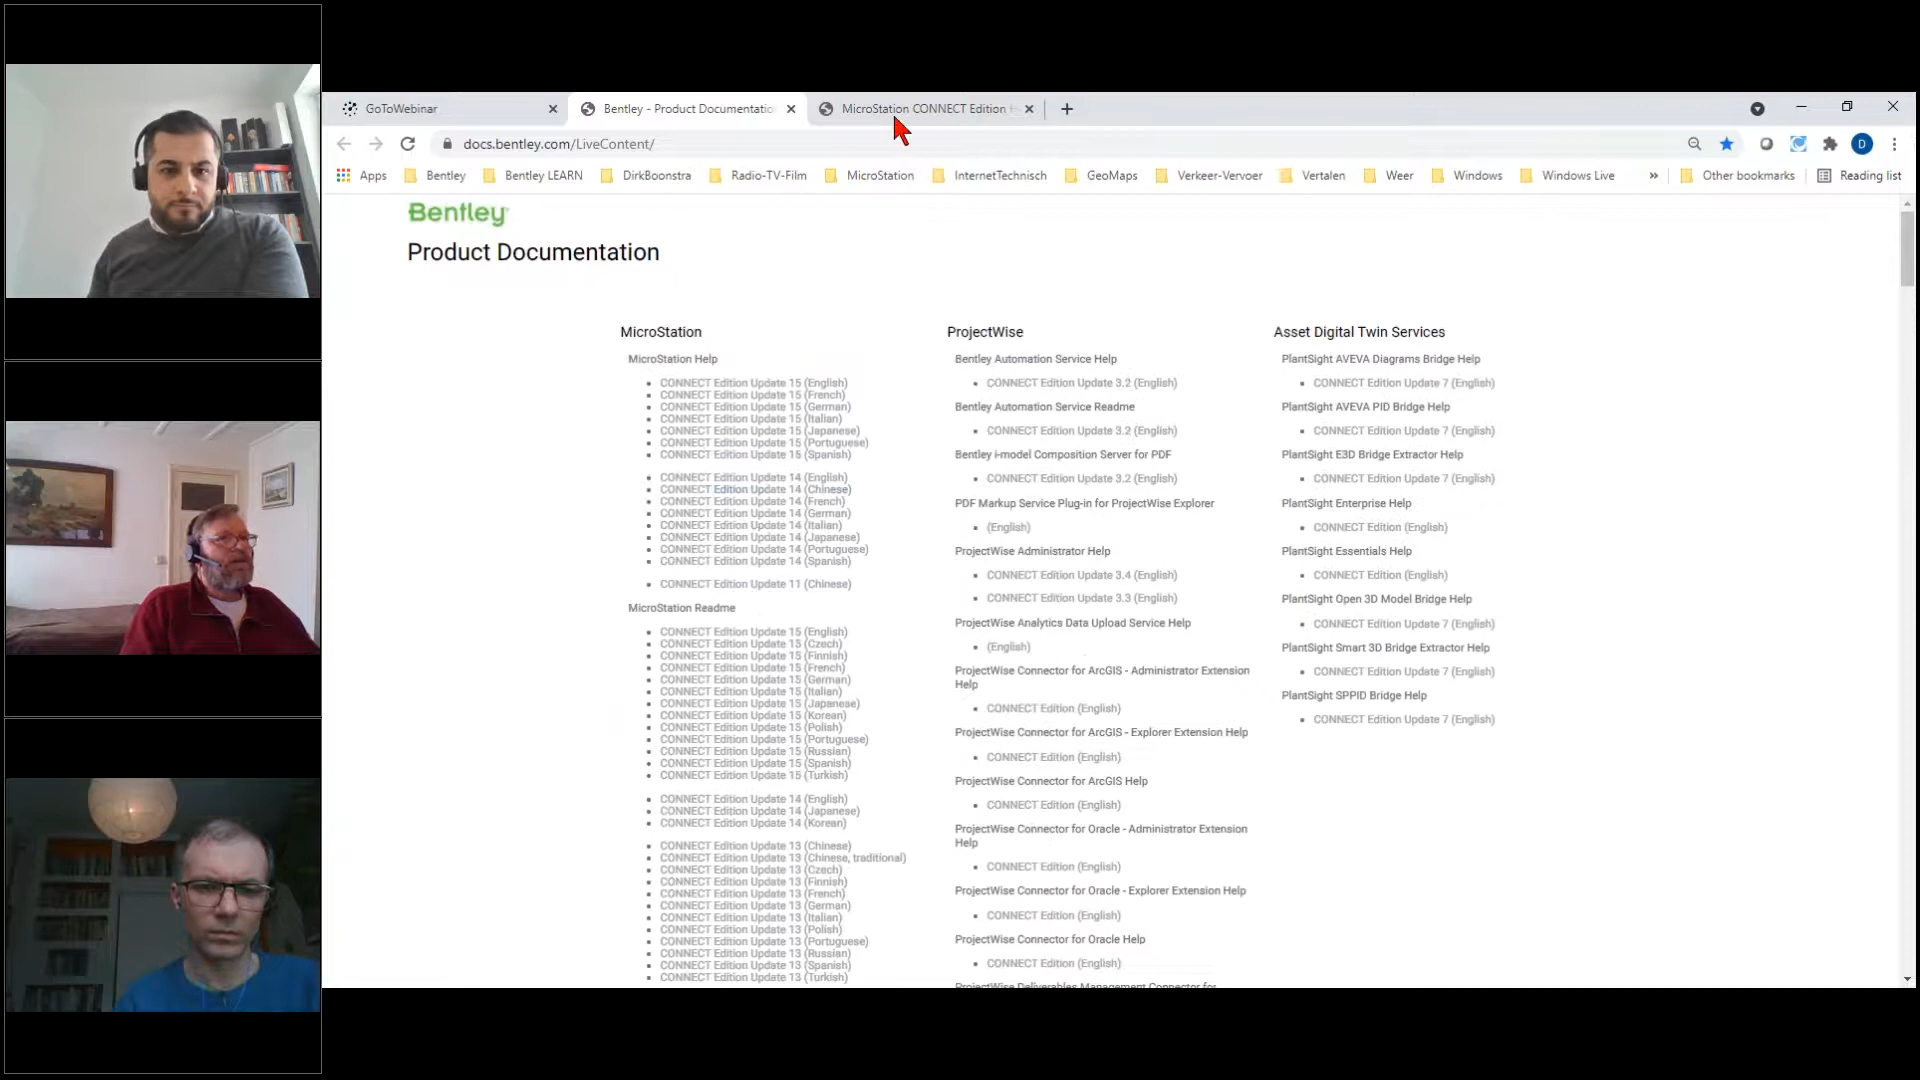 GoToWebinar
Bentley - Product Documentatio
MicroStation CONNECT Edition
docs.bentley.com/LiveContent/
D
Apps
Bentley
Bentley LEARN
DirkBoonstra
Radio-TV-Film
MicroStation
InternetTechnisch
GeoMaps
Verkeer-Vervoer
Vertalen
Weer
Windows
Windows Live
»
Other bookmarks
Reading list
Bentley
Product Documentation
MicroStation
MicroStation Help
CONNECT Edition Update 15 (English)
CONNECT Edition Update 15 (French)
CONNECT Edition Update 15 (German)
CONNECT Edition Update 15 (Italian)
CONNECT Edition Update 15 (Japanese)
CONNECT Edition Update 15 (Portuguese)
CONNECT Edition Update 15 (Spanish)
CONNECT Edition Update 14 (English)
CONNECT Edition Update 14 (Chinese)
CONNECT Edition Update 14 (French)
CONNECT Edition Update 14 (German)
CONNECT Edition Update 14 (Italian)
CONNECT Edition Update 14 (Japanese)
CONNECT Edition Update 14 (Portuguese)
CONNECT Edition Update 14 (Spanish)
CONNECT Edition Update 11 (Chinese)
MicroStation Readme
CONNECT Edition Update 15 (English)
CONNECT Edition Update 15 (Czech)
CONNECT Edition Update 15 (Finnish)
CONNECT Edition Update 15 (French)
CONNECT Edition Update 15 (German)
CONNECT Edition Update 15 (Italian)
CONNECT Edition Update 15 (Japanese)
CONNECT Edition Update 15 (Korean)
CONNECT Edition Update 15 (Polish)
CONNECT Edition Update 15 (Portuguese)
CONNECT Edition Update 15 (Russian)
CONNECT Edition Update 15 (Spanish)
CONNECT Edition Update 15 (Turkish)
CONNECT Edition Update 14 (English)
CONNECT Edition Update 14 (Japanese)
CONNECT Edition Update 14 (Korean)
CONNECT Edition Update 13 (Chinese)
CONNECT Edition Update 13 (Chinese, traditional)
CONNECT Edition Update 13 (Czech)
CONNECT Edition Update 13 (Finnish)
CONNECT Edition Update 13 (French)
CONNECT Edition Update 13 (German)
CONNECT Edition Update 13 (Italian)
CONNECT Edition Update 13 (Polish)
CONNECT Edition Update 13 (Portuguese)
CONNECT Edition Update 13 (Russian)
CONNECT Edition Update 13 (Spanish)
CONNECT Edition Update 13 (Turkish)
ProjectWise
Bentley Automation Service Help
CONNECT Edition Update 3.2 (English)
Bentley Automation Service Readme
CONNECT Edition Update 3.2 (English)
Bentley i-model Composition Server for PDF
CONNECT Edition Update 3.2 (English)
PDF Markup Service Plug-in for ProjectWise Explorer
(English)
ProjectWise Administrator Help
CONNECT Edition Update 3.4 (English)
CONNECT Edition Update 3.3 (English)
ProjectWise Analytics Data Upload Service Help
(English)
ProjectWise Connector for ArcGIS - Administrator Extension
Help
CONNECT Edition (English)
ProjectWise Connector for ArcGIS - Explorer Extension Help
CONNECT Edition (English)
ProjectWise Connector for ArcGIS Help
CONNECT Edition (English)
ProjectWise Connector for Oracle - Administrator Extension
Help
CONNECT Edition (English)
ProjectWise Connector for Oracle - Explorer Extension Help
CONNECT Edition (English)
ProjectWise Connector for Oracle Help
CONNECT Edition (English)
ProjectWise Deliverables Management Connector for
Asset Digital Twin Services
PlantSight AVEVA Diagrams Bridge Help
CONNECT Edition Update 7 (English)
PlantSight AVEVA PID Bridge Help
CONNECT Edition Update 7 (English)
PlantSight E3D Bridge Extractor Help
CONNECT Edition Update 7 (English)
PlantSight Enterprise Help
CONNECT Edition (English)
PlantSight Essentials Help
CONNECT Edition (English)
PlantSight Open 3D Model Bridge Help
CONNECT Edition Update 7 (English)
PlantSight Smart 3D Bridge Extractor Help
CONNECT Edition Update 7 (English)
PlantSight SPPID Bridge Help
CONNECT Edition Update 7 (English)